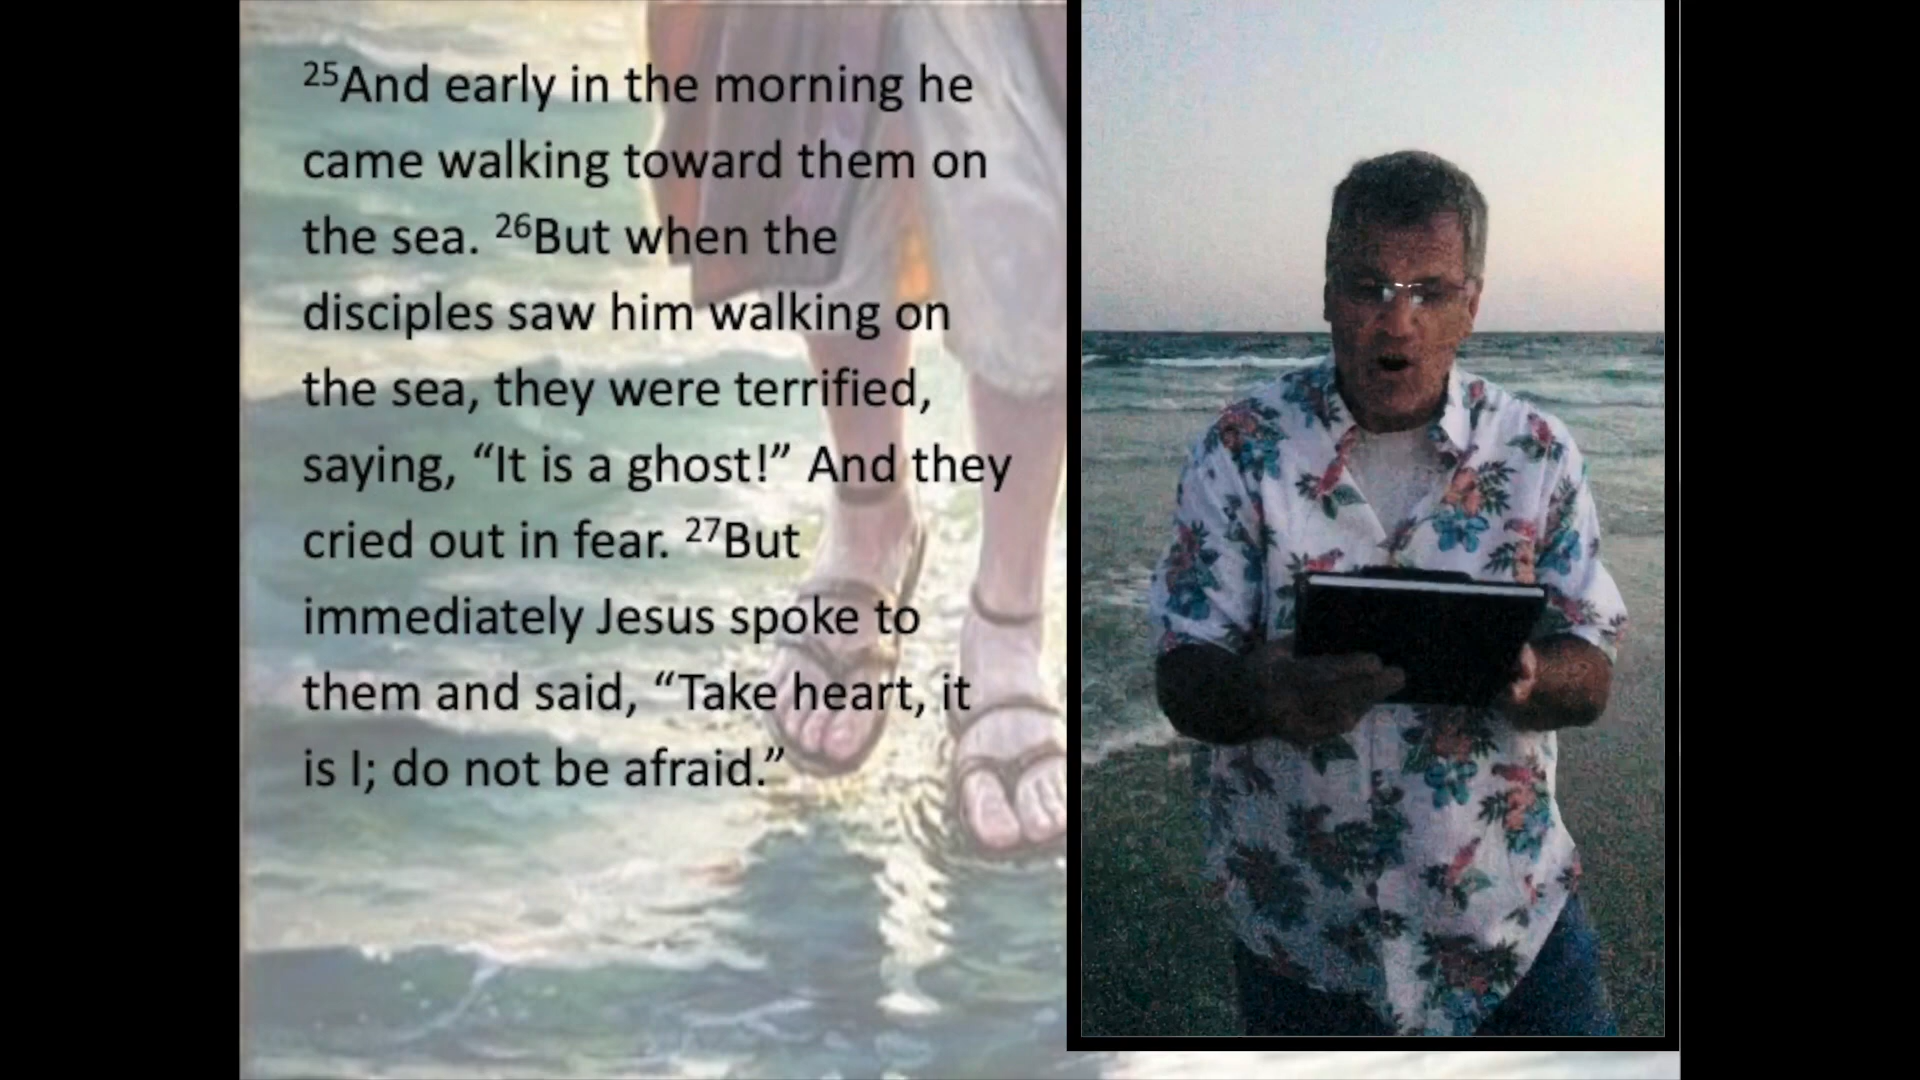 25And early in the morning he
came walking toward them on
the sea. 26But when the
disciples saw him walking on
the sea, they were terrified,
saying, “It is a ghost!” And they
cried out in fear. 27But
immediately Jesus spoke to
them and said, “Take heart, it
is I; do not be afraid.”